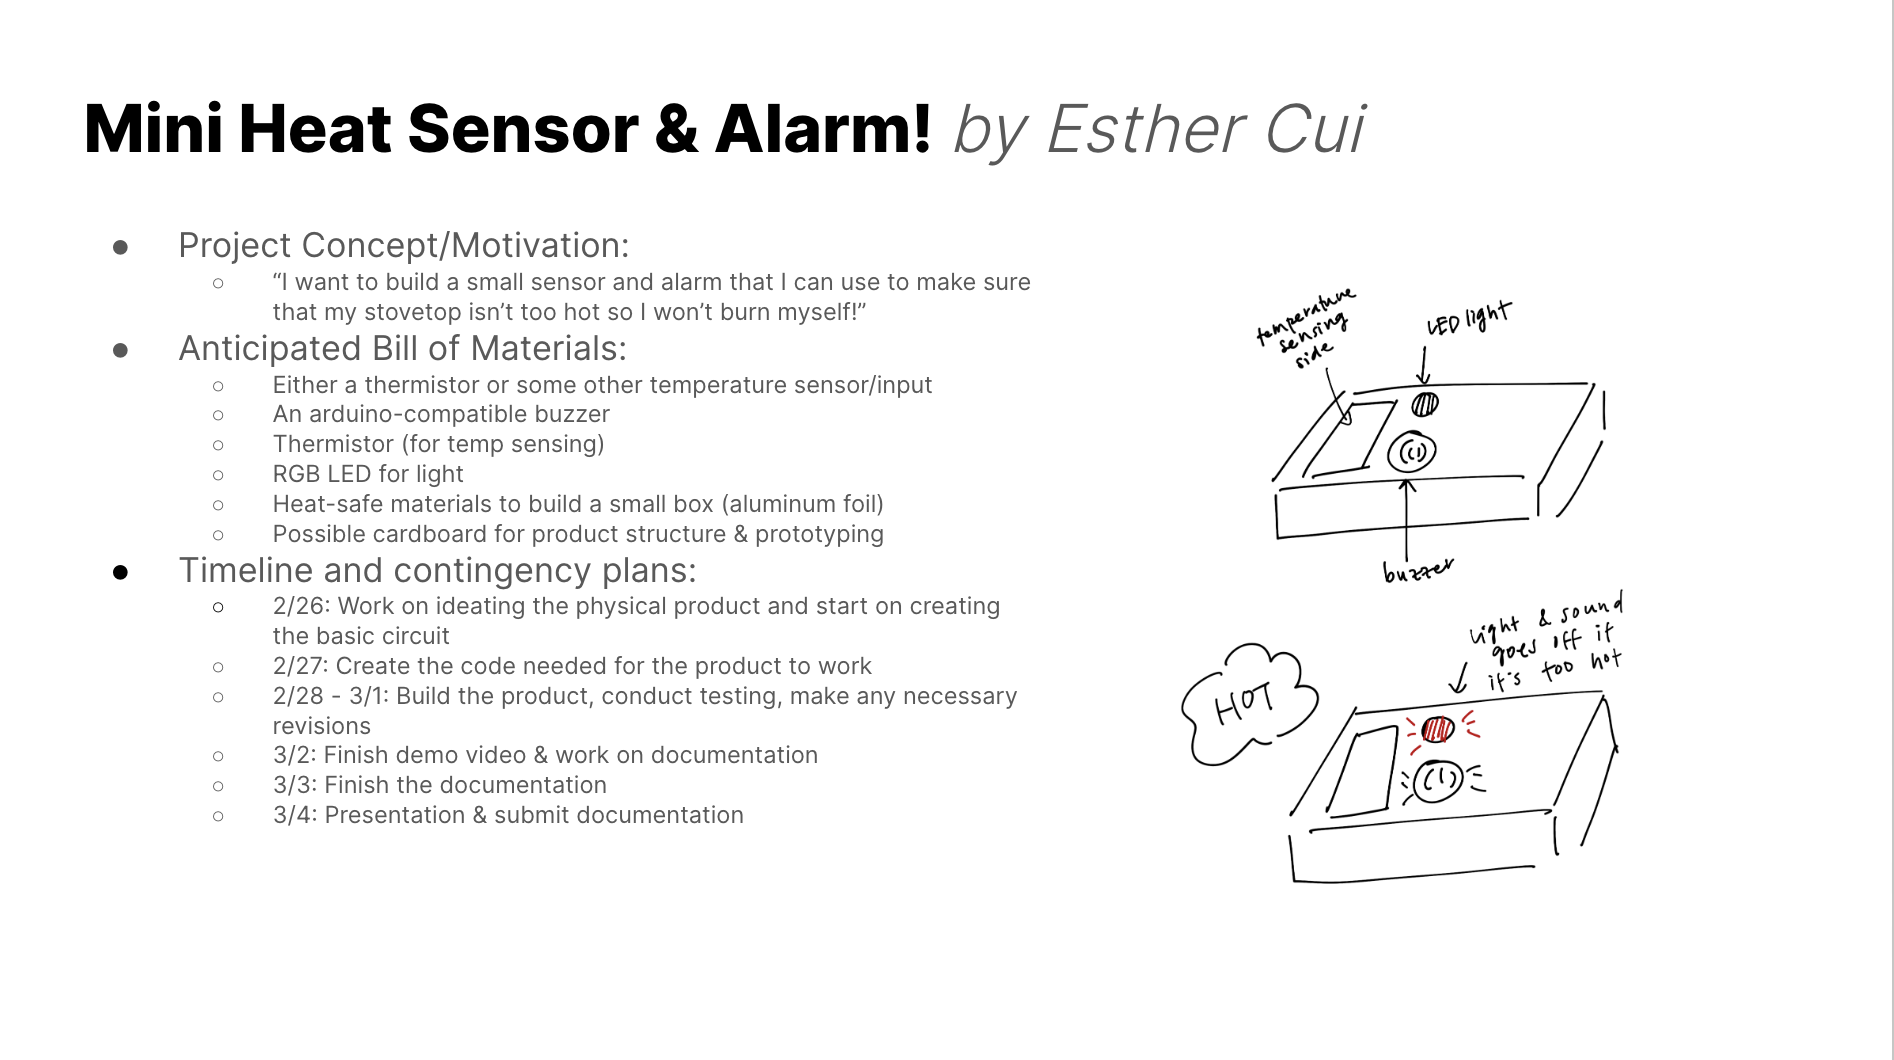 Mini Heat Sensor & Alarm! by Esther Cui
● Project Concept/Motivation:
○ “I want to build a small sensor and alarm that I can use to make sure
that my stovetop isn’t too hot so I won’t burn myself!”
● Anticipated Bill of Materials:
○ Either a thermistor or some other temperature sensor/input
○ An arduino-compatible buzzer
○ Thermistor (for temp sensing)
○ RGB LED for light
○ Heat-safe materials to build a small box (aluminum foil)
○ Possible cardboard for product structure & prototyping
● Timeline and contingency plans:
○ 2/26: Work on ideating the physical product and start on creating
the basic circuit
○ 2/27: Create the code needed for the product to work
○ 2/28 - 3/1: Build the product, conduct testing, make any necessary
revisions
○ 3/2: Finish demo video & work on documentation
○ 3/3: Finish the documentation
○ 3/4: Presentation & submit documentation
temperature
sensing
side
LED light
buzzer
light & sound
goes off if
it's too hot
HOT